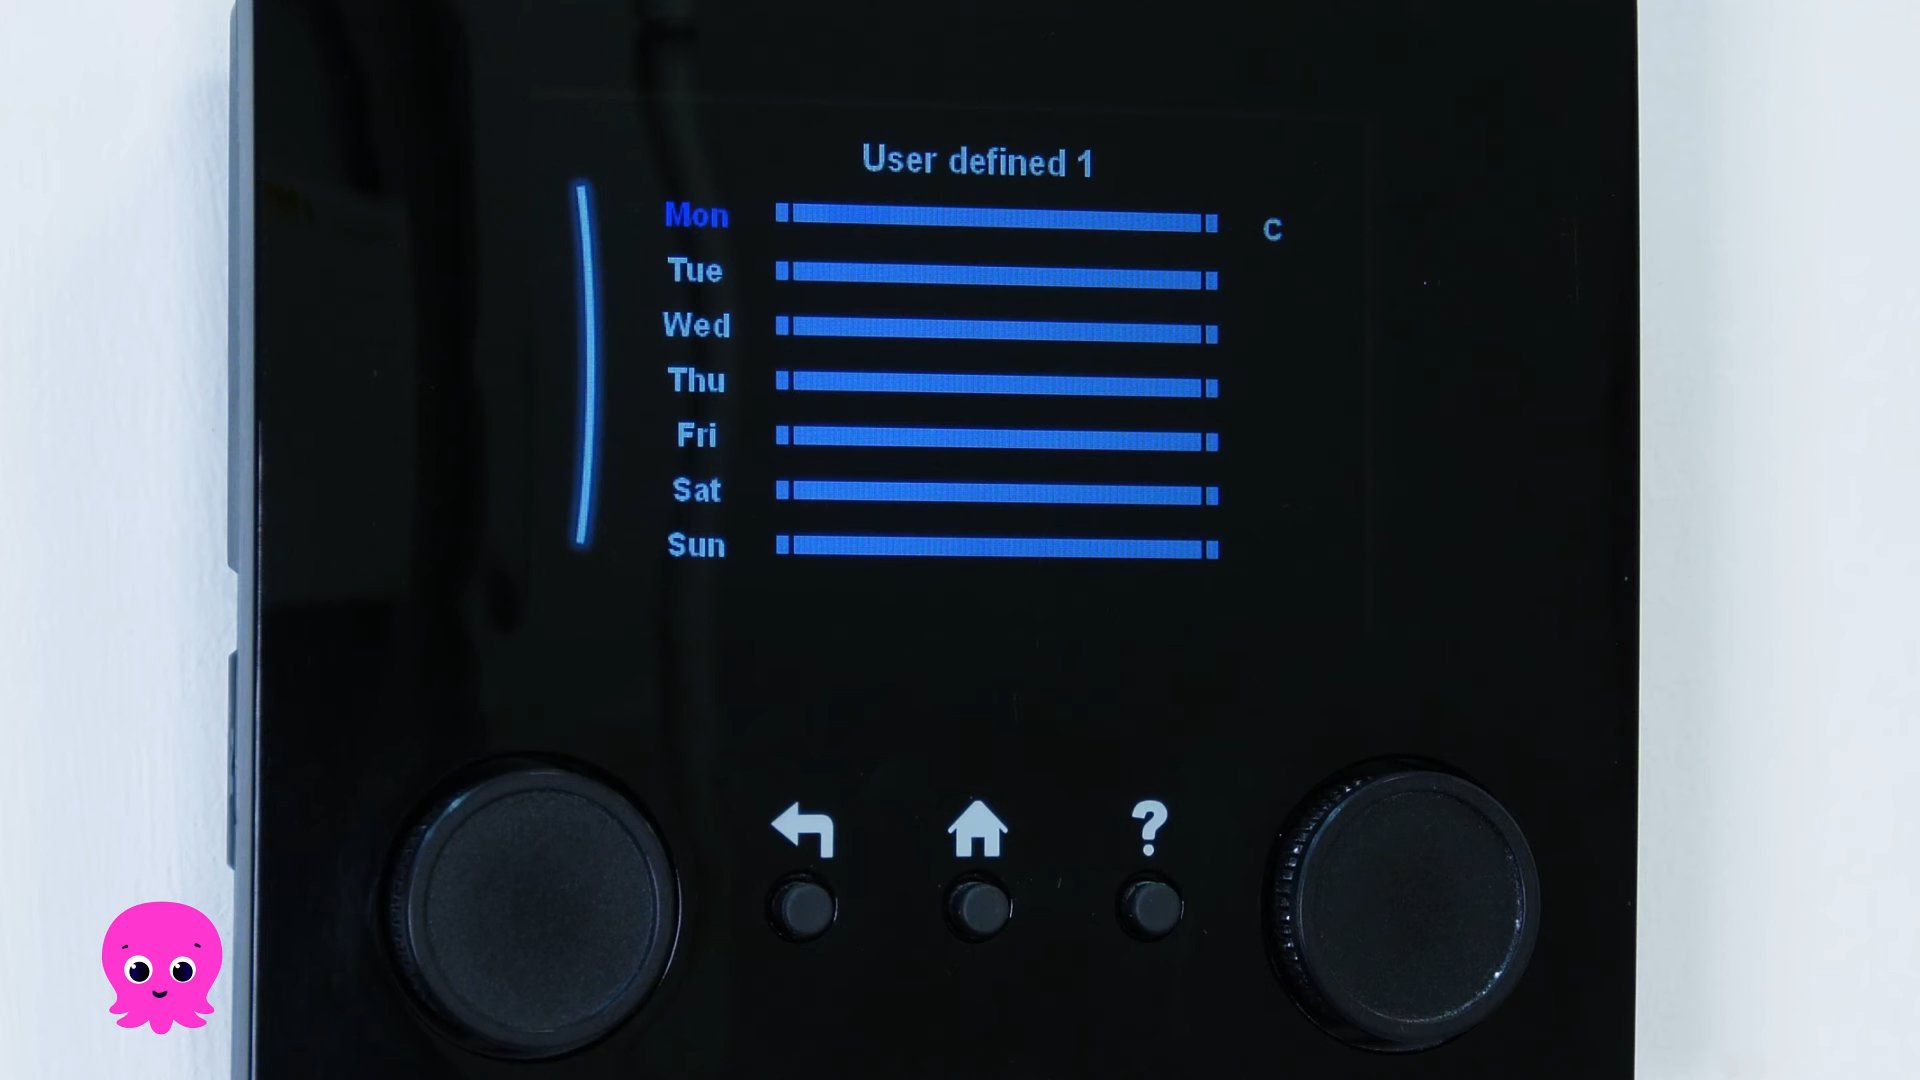 User defined 1
Mon C
Tue
Wed
Thu
Fri
Sat
Sun
?